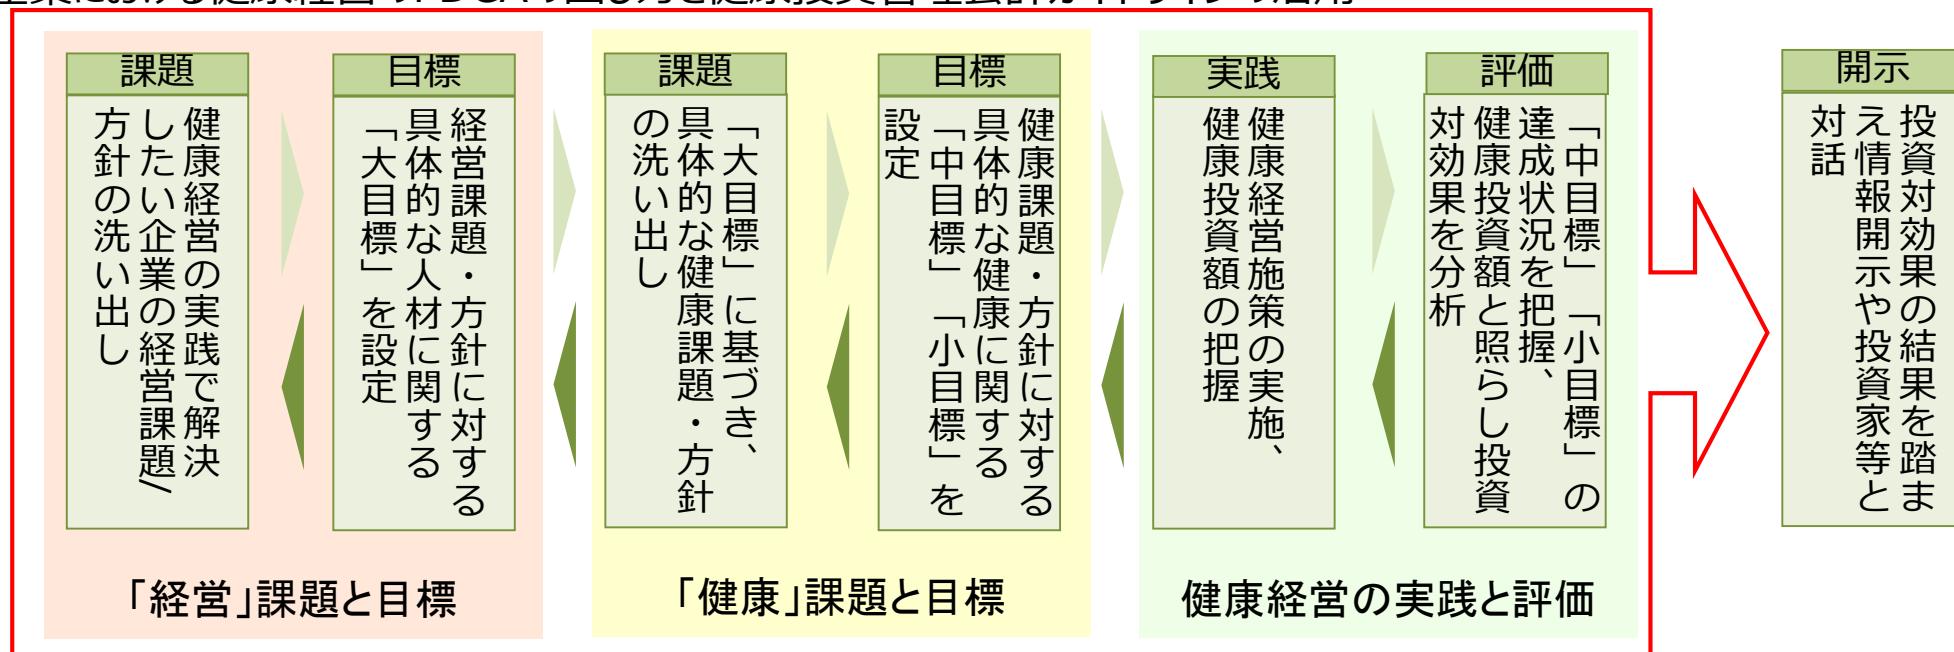 課題
健康経営の実践で解決
したい企業の経営課題/
方針の洗い出し
目標
経営課題・方針に対する
具体的な人材に関する
「大目標」を設定
「経営」課題と目標
課題
「大目標」に基づき、
具体的な健康課題・方針
の洗い出し
目標
健康課題・方針に対する
具体的な健康に関する
「中目標」「小目標」を
設定
「健康」課題と目標
実践
健康経営施策の実施、
健康投資額の把握
評価
「中目標」「小目標」の
達成状況を把握、
健康投資額と照らし投資
対効果を分析
健康経営の実践と評価
開示
投資対効果の結果を踏ま
え情報開示や投資家等と
対話